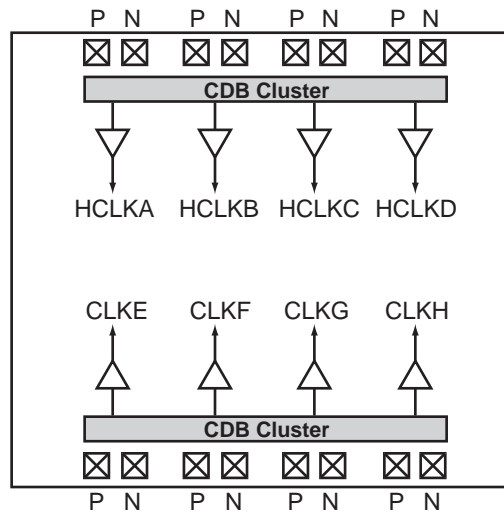 P N P N P N P N
CDB Cluster
HCLKA HCLKB HCLKC HCLKD
CLKE CLKF CLKG CLKH
CDB Cluster
P N P N P N P N